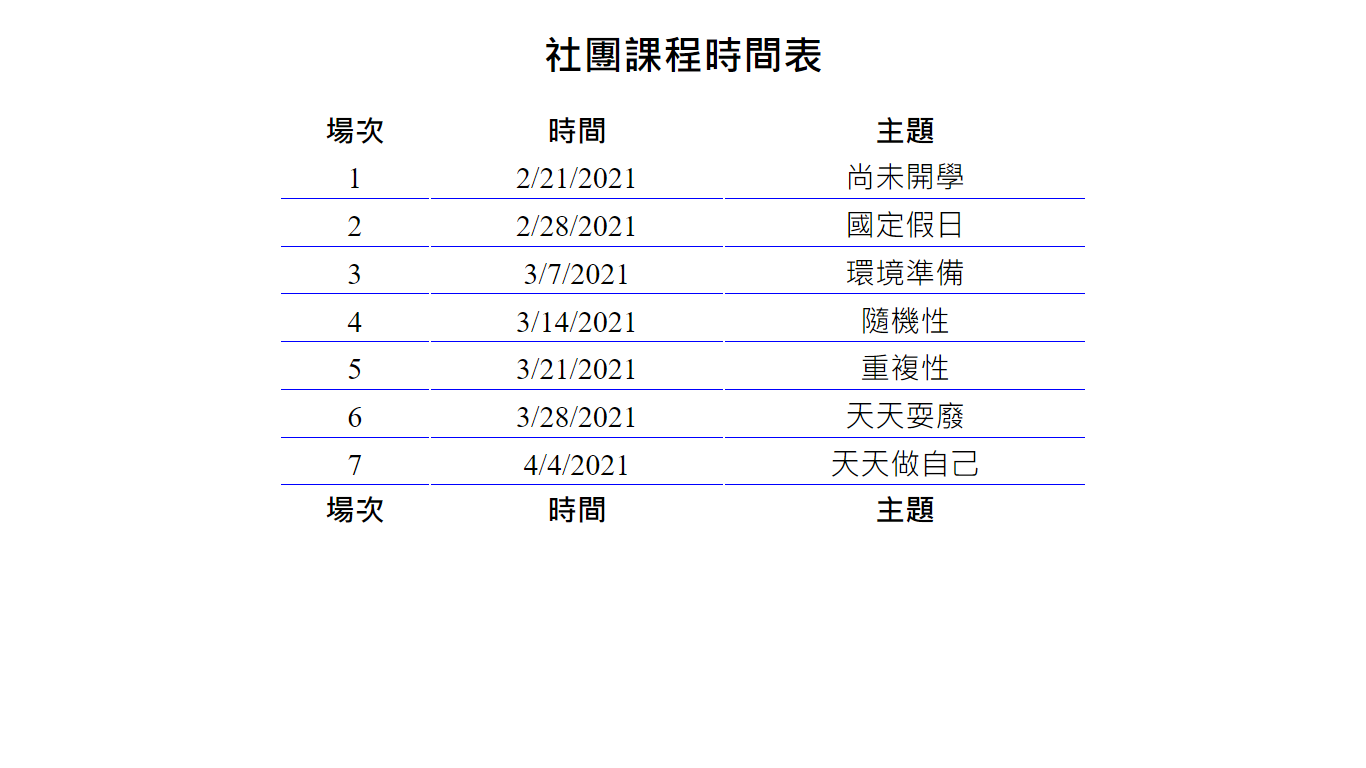 社團課程時間表
場次 時間 主題
1 2/21/2021 尚未開學
2 2/28/2021 國定假日
3 3/7/2021 環境準備
4 3/14/2021 隨機性
5 3/21/2021 重複性
6 3/28/2021 天天耍廢
7 4/4/2021 天天做自己
場次 時間 主題